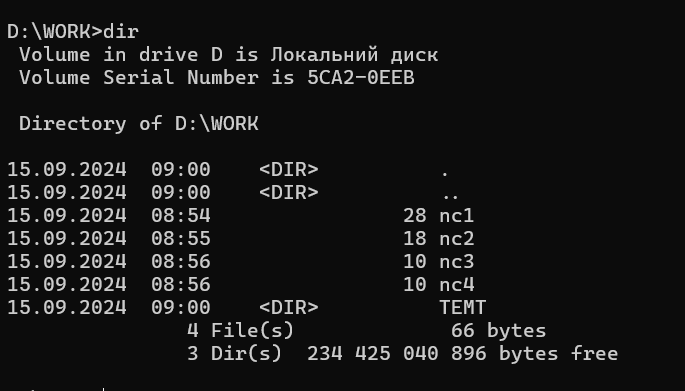 D:\WORK>dir
 Volume in drive D is Локальний диск
 Volume Serial Number is 5CA2-0EEB
 Directory of D:\WORK
15.09.2024  09:00    <DIR>          .
15.09.2024  09:00    <DIR>          ..
15.09.2024  08:54                28 nc1
15.09.2024  08:55                18 nc2
15.09.2024  08:56                10 nc3
15.09.2024  08:56                10 nc4
15.09.2024  09:00    <DIR>          TEMT
               4 File(s)             66 bytes
               3 Dir(s)  234 425 040 896 bytes free